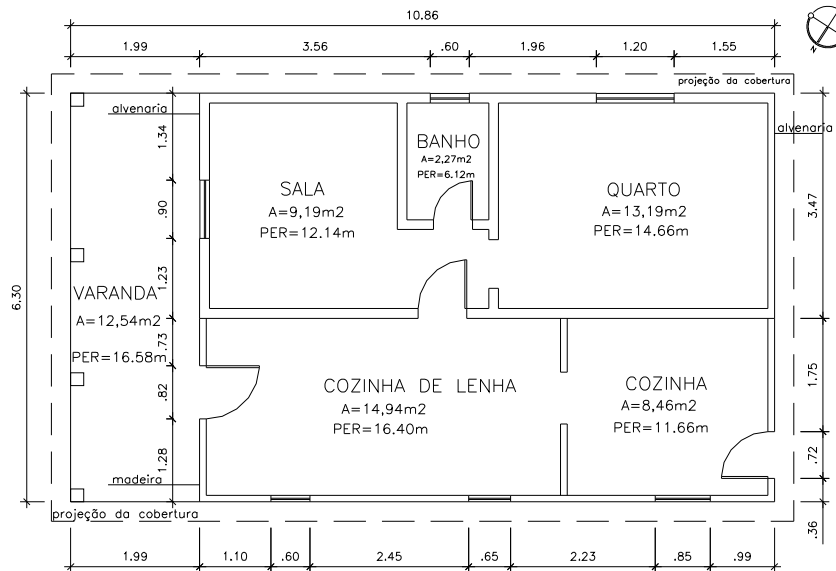 10.86
N
1.99
3.56
.60
1.96
1.20
1.55
projeção da cobertura
alvenaria
alvenaria
BANHO
A=2,27m2
PER=6.12m
1.34
SALA
A=9,19m2
PER=12.14m
QUARTO
A=13,19m2
PER=14.66m
.90
3.47
1.23
6.30
VARANDA
A=12,54m2
PER=16.58m
.73
.82
1.28
COZINHA DE LENHA
A=14,94m2
PER=16.40m
COZINHA
A=8,46m2
PER=11.66m
1.75
.72
.36
madeira
projeção da cobertura
1.99
1.10
.60
2.45
.65
2.23
.85
.99